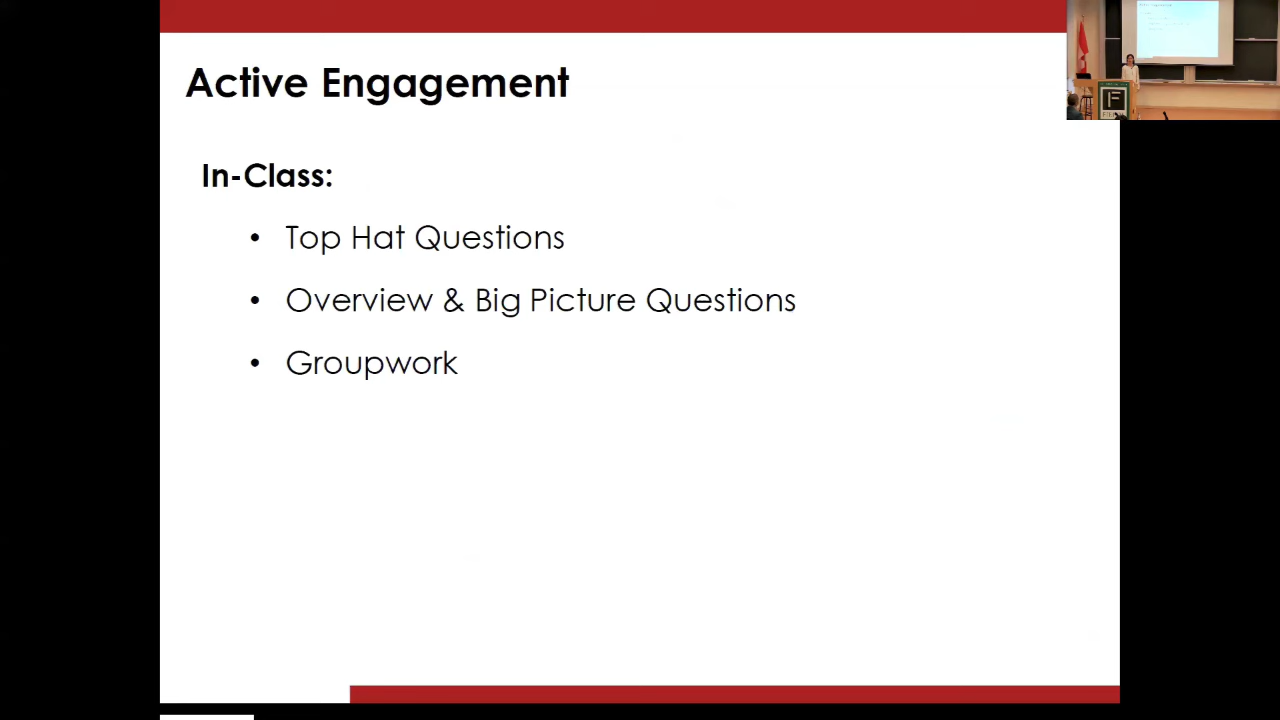 Active Engagement
In-Class:
• Top Hat Questions
• Overview & Big Picture Questions
• Groupwork